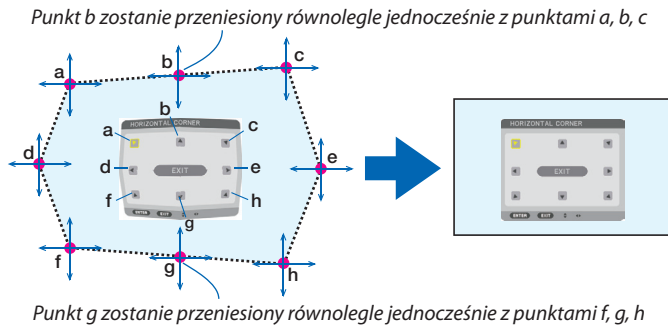 Punkt b zostanie przeniesiony równolegle jednocześnie z punktami a, b, c
a
b
c
HORIZONTAL CORNER
b
a
c
d
d
EXIT
e
e
f
h
g
ENTER EXIT
f
g
h
HORIZONTAL CORNER
EXIT
ENTER EXIT
Punkt g zostanie przeniesiony równolegle jednocześnie z punktami f, g, h